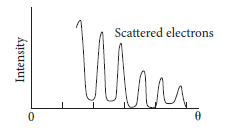 Scattered electrons
Intensity
0
θ